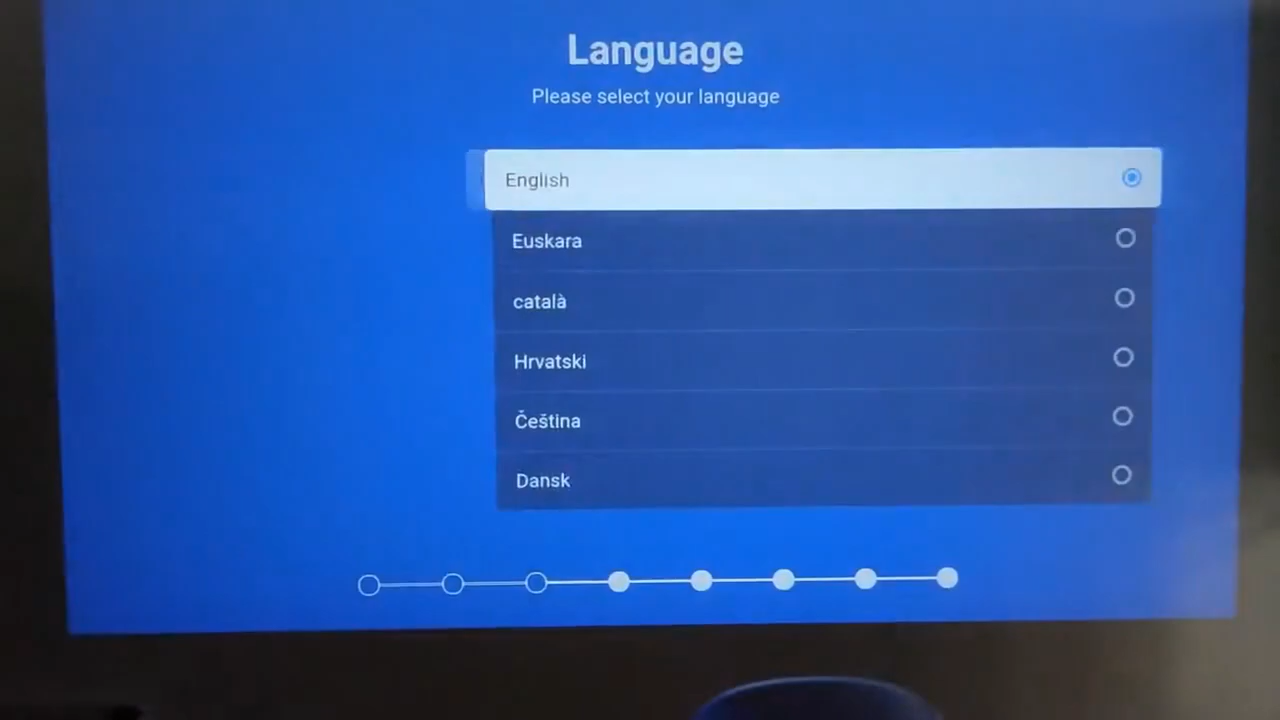 Language
Please select your language
English
Euskara
català
Hrvatski
Čeština
Dansk